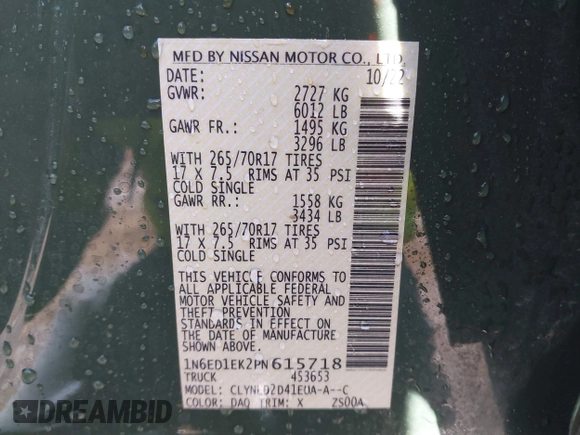 MFD BY NISSAN MOTOR CO., LTD.
DATE: 10/22
GVWR: 2727 KG
6012 LB
GAWR FR.: 1495 KG
3296 LB
WITH 265/70R17 TIRES
17 X 7.5 RIMS AT 35 PSI
COLD SINGLE
GAWR RR.: 1558 KG
3434 LB
WITH 265/70R17 TIRES
17 X 7.5 RIMS AT 35 PSI
COLD SINGLE
THIS VEHICLE CONFORMS TO
ALL APPLICABLE FEDERAL
MOTOR VEHICLE SAFETY AND
THEFT PREVENTION
STANDARDS IN EFFECT ON
THE DATE OF MANUFACTURE
SHOWN ABOVE.
1N6ED1EK2PN615718
TRUCK 453653
MODEL: CLYNLD2D41EUA-A--C
COLOR: DAQ TRIM: X ZS00A
DREAMBID